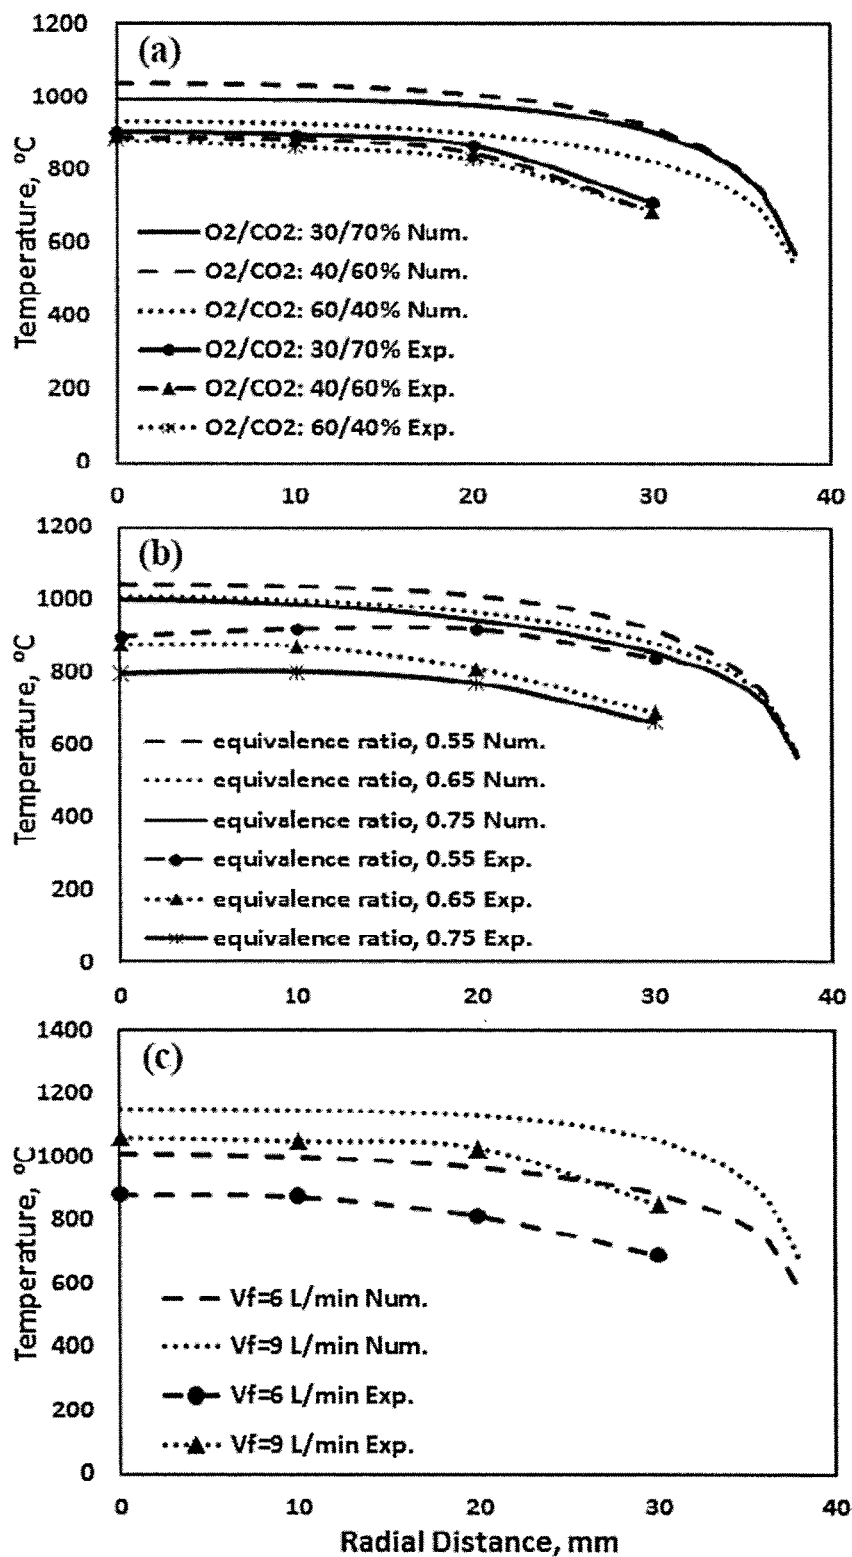 1200
(a)
1000
800
600
400
200
0
Temperature, ºC
O2/CO2: 30/70% Num.
O2/CO2: 40/60% Num.
O2/CO2: 60/40% Num.
O2/CO2: 30/70% Exp.
O2/CO2: 40/60% Exp.
O2/CO2: 60/40% Exp.
0 10 20 30 40
1200
(b)
1000
800
600
400
200
0
Temperature, ºC
equivalence ratio, 0.55 Num.
equivalence ratio, 0.65 Num.
equivalence ratio, 0.75 Num.
equivalence ratio, 0.55 Exp.
equivalence ratio, 0.65 Exp.
equivalence ratio, 0.75 Exp.
0 10 20 30 40
1400
(c)
1200
1000
800
600
400
200
0
Temperature, ºC
Vf=6 L/min Num.
Vf=9 L/min Num.
Vf=6 L/min Exp.
Vf=9 L/min Exp.
0 10 20 30 40
Radial Distance, mm